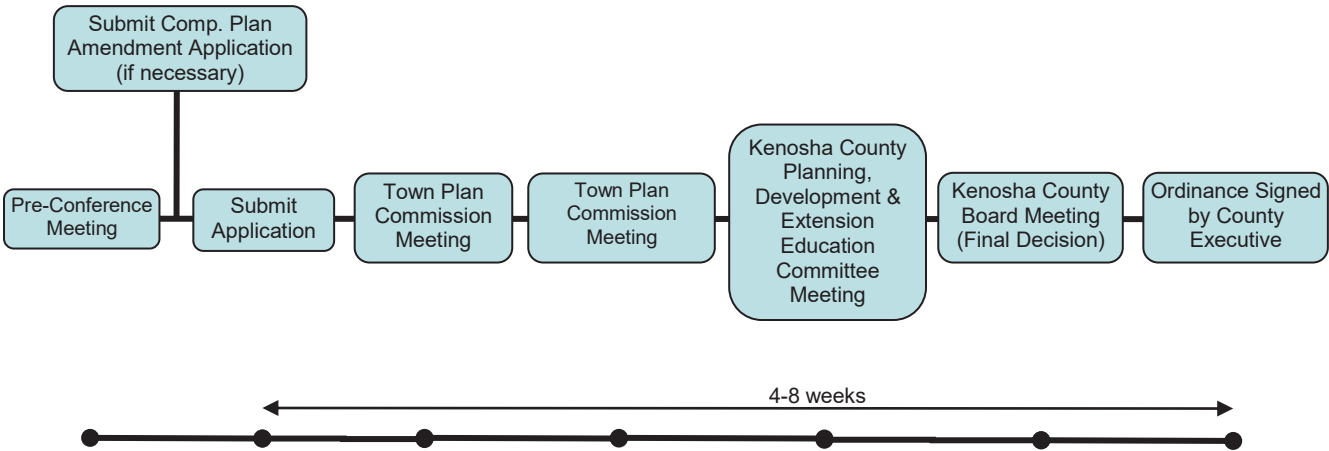 Submit Comp. Plan
Amendment Application
(if necessary)
Pre-Conference
Meeting
Submit
Application
Town Plan
Commission
Meeting
Town Plan
Commission
Meeting
Kenosha County
Planning,
Development &
Extension
Education
Committee
Meeting
Kenosha County
Board Meeting
(Final Decision)
Ordinance Signed
by County
Executive
4-8 weeks